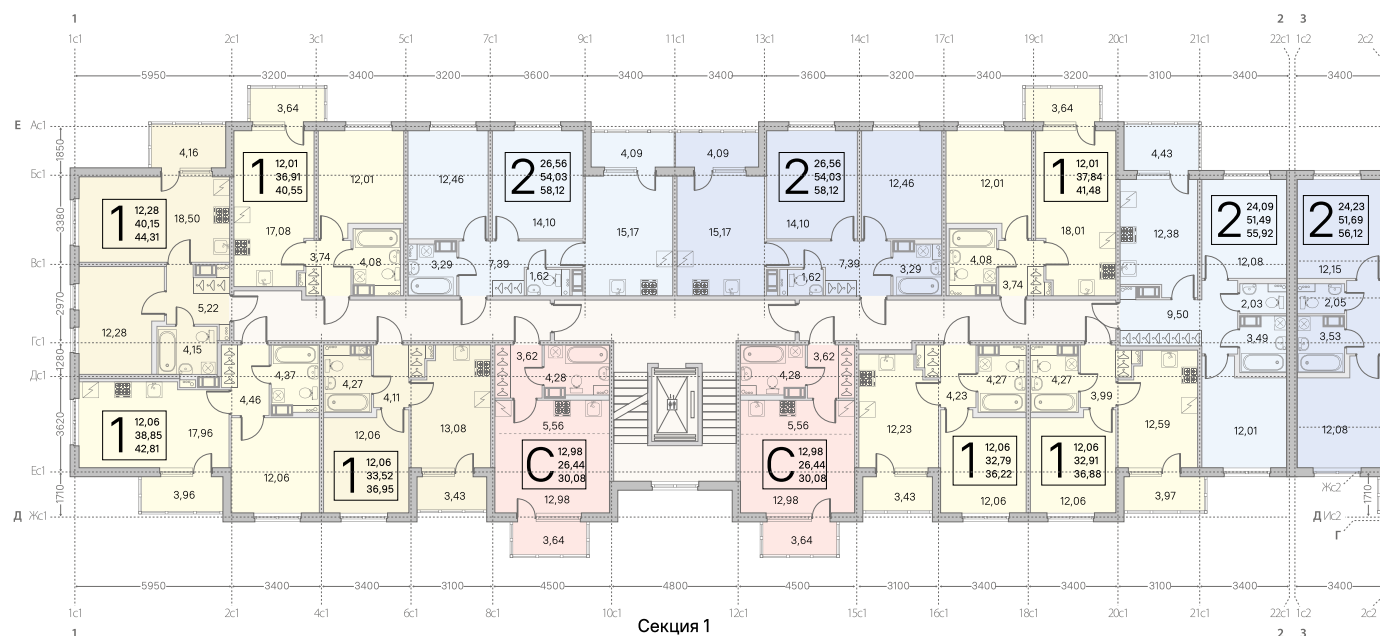 1 2 3
1с1 2с1 3с1 5с1 7с1 9с1 11с1 13с1 14с1 17с1 19с1 20с1 21с1 22с1 1с2 2с2
5950 3200 3400 3200 3600 3400 3400 3600 3200 3400 3200 3100 3400 3400
3,64 3,64
Е Ас1
1850
4,16 4,09 4,09 4,43
Бс1
1 12,01 36,91 40,55
12,01
12,46
2 26,56 54,03 58,12
2 26,56 54,03 58,12
12,46
12,01
1 12,01 37,84 41,48
3380
1 12,28 40,15 44,31
18,50
17,08
14,10
15,17
15,17
14,10
18,01
12,38
2 24,09 51,49 55,92
2 24,23 51,69 56,12
Вс1
3,74 4,08 3,29 7,39 1,62 1,62 7,39 3,29 4,08 3,74 12,08 12,15
2970
5,22 9,50 2,03 2,05
12,28
Гс1
4,15 3,62 3,62 3,49 3,53
1280
Дс1
4,37 4,27 4,28 4,28 4,27 4,27
4,46 4,11 4,23 3,99
3620
1 12,06 38,85 42,81
17,96
12,06
13,08
5,56
5,56
12,23
12,59
12,01
12,08
1 12,06 33,52 36,95
С 12,98 26,44 30,08
С 12,98 26,44 30,08
1 12,06 32,79 36,22
1 12,06 32,91 36,88
Ес1
12,06
1710
3,96 3,43 12,98 12,98 3,43 12,06 12,06 3,97
Жс2
1710
Д Жс1
Д Ис2
Г
3,64 3,64
5950 3400 3400 3100 4500 4800 4500 3100 3400 3400 3100 3400 3400
1с1 2с1 4с1 6с1 8с1 10с1 12с1 15с1 16с1 18с1 20с1 21с1 22с1 1с2 2с2
Секция 1
1 2 3